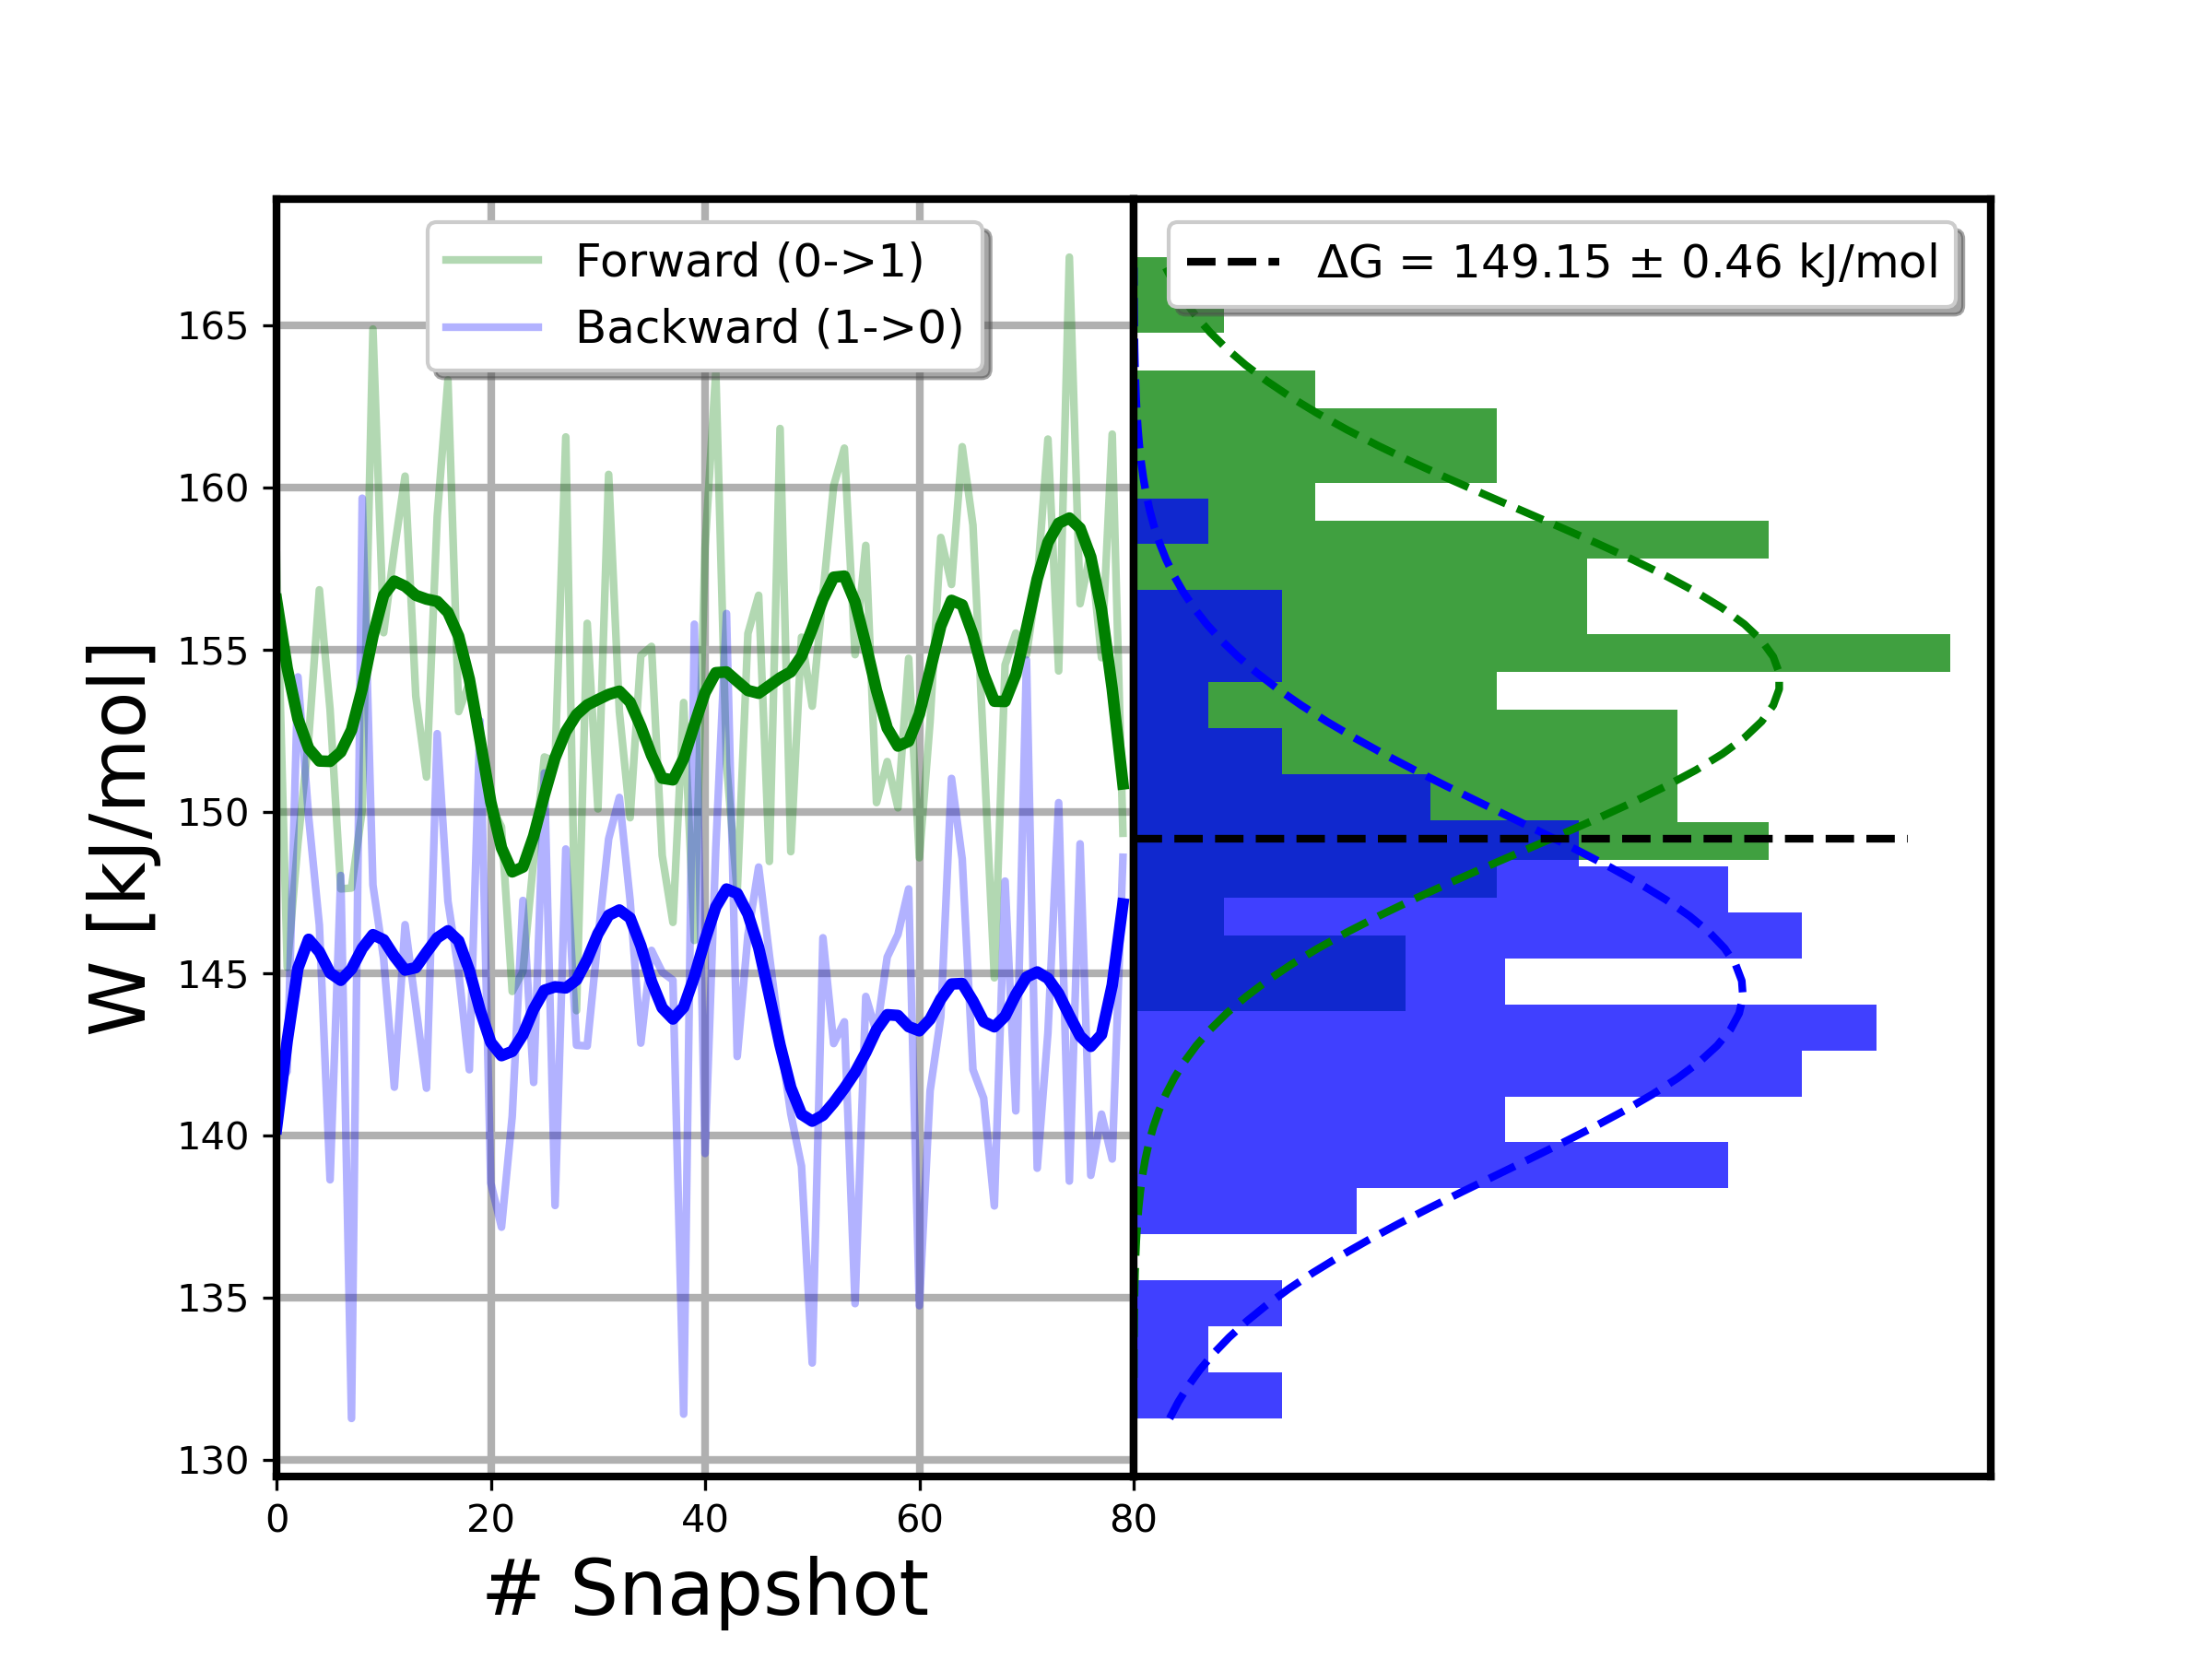 Forward (0->1)
Backward (1->0)
ΔG = 149.15 ± 0.46 kJ/mol
W [kJ/mol]
165
160
155
150
145
140
135
130
0 20 40 60 80
# Snapshot